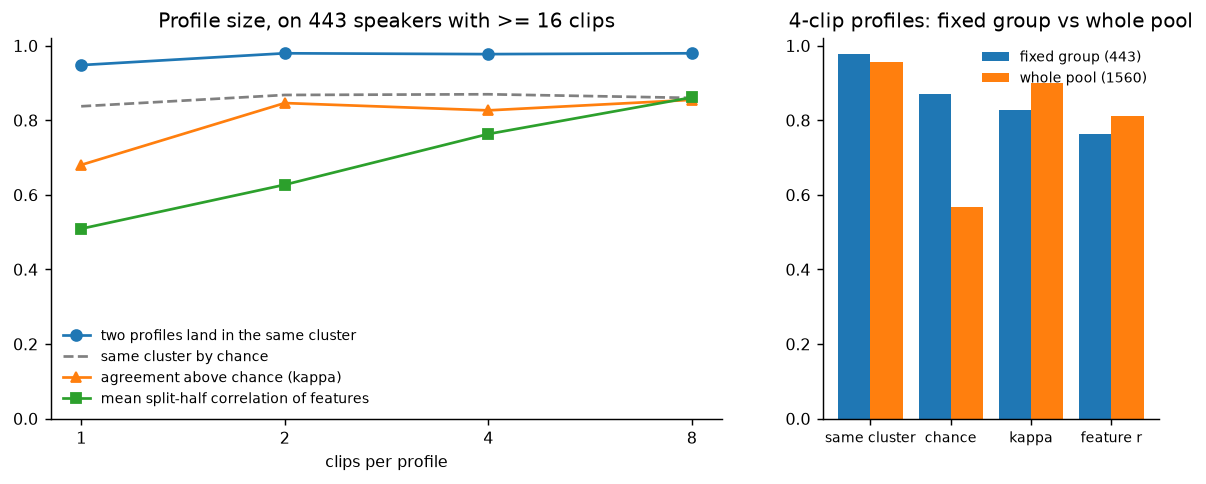 Profile size, on 443 speakers with >= 16 clips
1.0
0.8
0.6
0.4
0.2
0.0
two profiles land in the same cluster
same cluster by chance
agreement above chance (kappa)
mean split-half correlation of features
1 2 4 8
clips per profile
4-clip profiles: fixed group vs whole pool
1.0
0.8
0.6
0.4
0.2
0.0
fixed group (443)
whole pool (1560)
same cluster chance kappa feature r